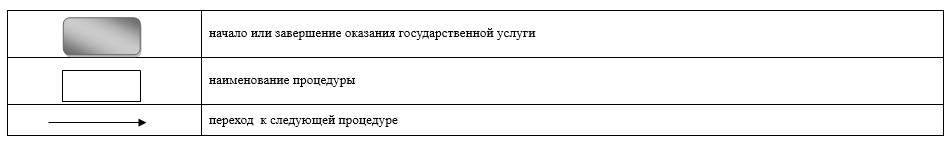 начало или завершение оказания государственной услуги
наименование процедуры
переход к следующей процедуре